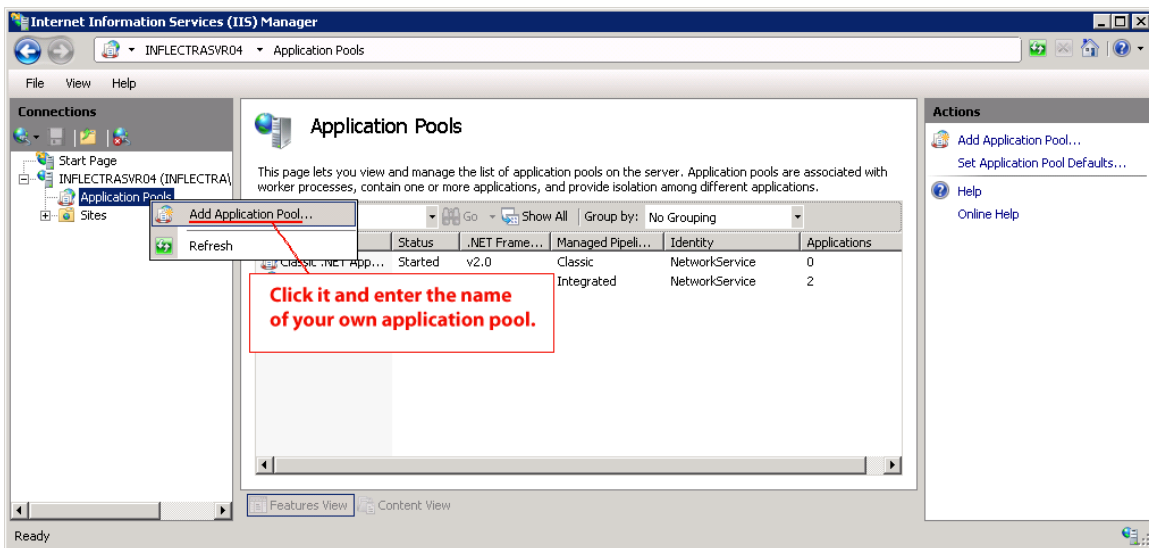 Internet Information Services (IIS) Manager
INFLECTRASVR04 Application Pools
File View Help
Connections
Start Page
INFLECTRASVR04 (INFLECTRA\
Application Pools
Sites
Add Application Pool...
Refresh
Application Pools
This page lets you view and manage the list of application pools on the server. Application pools are associated with
worker processes, contain one or more applications, and provide isolation among different applications.
Go Show All Group by: No Grouping
Status .NET Frame... Managed Pipeli... Identity Applications
Classic .NET App... Started v2.0 Classic NetworkService 0
Integrated NetworkService 2
Click it and enter the name
of your own application pool.
Features View Content View
Actions
Add Application Pool...
Set Application Pool Defaults...
Help
Online Help
Ready